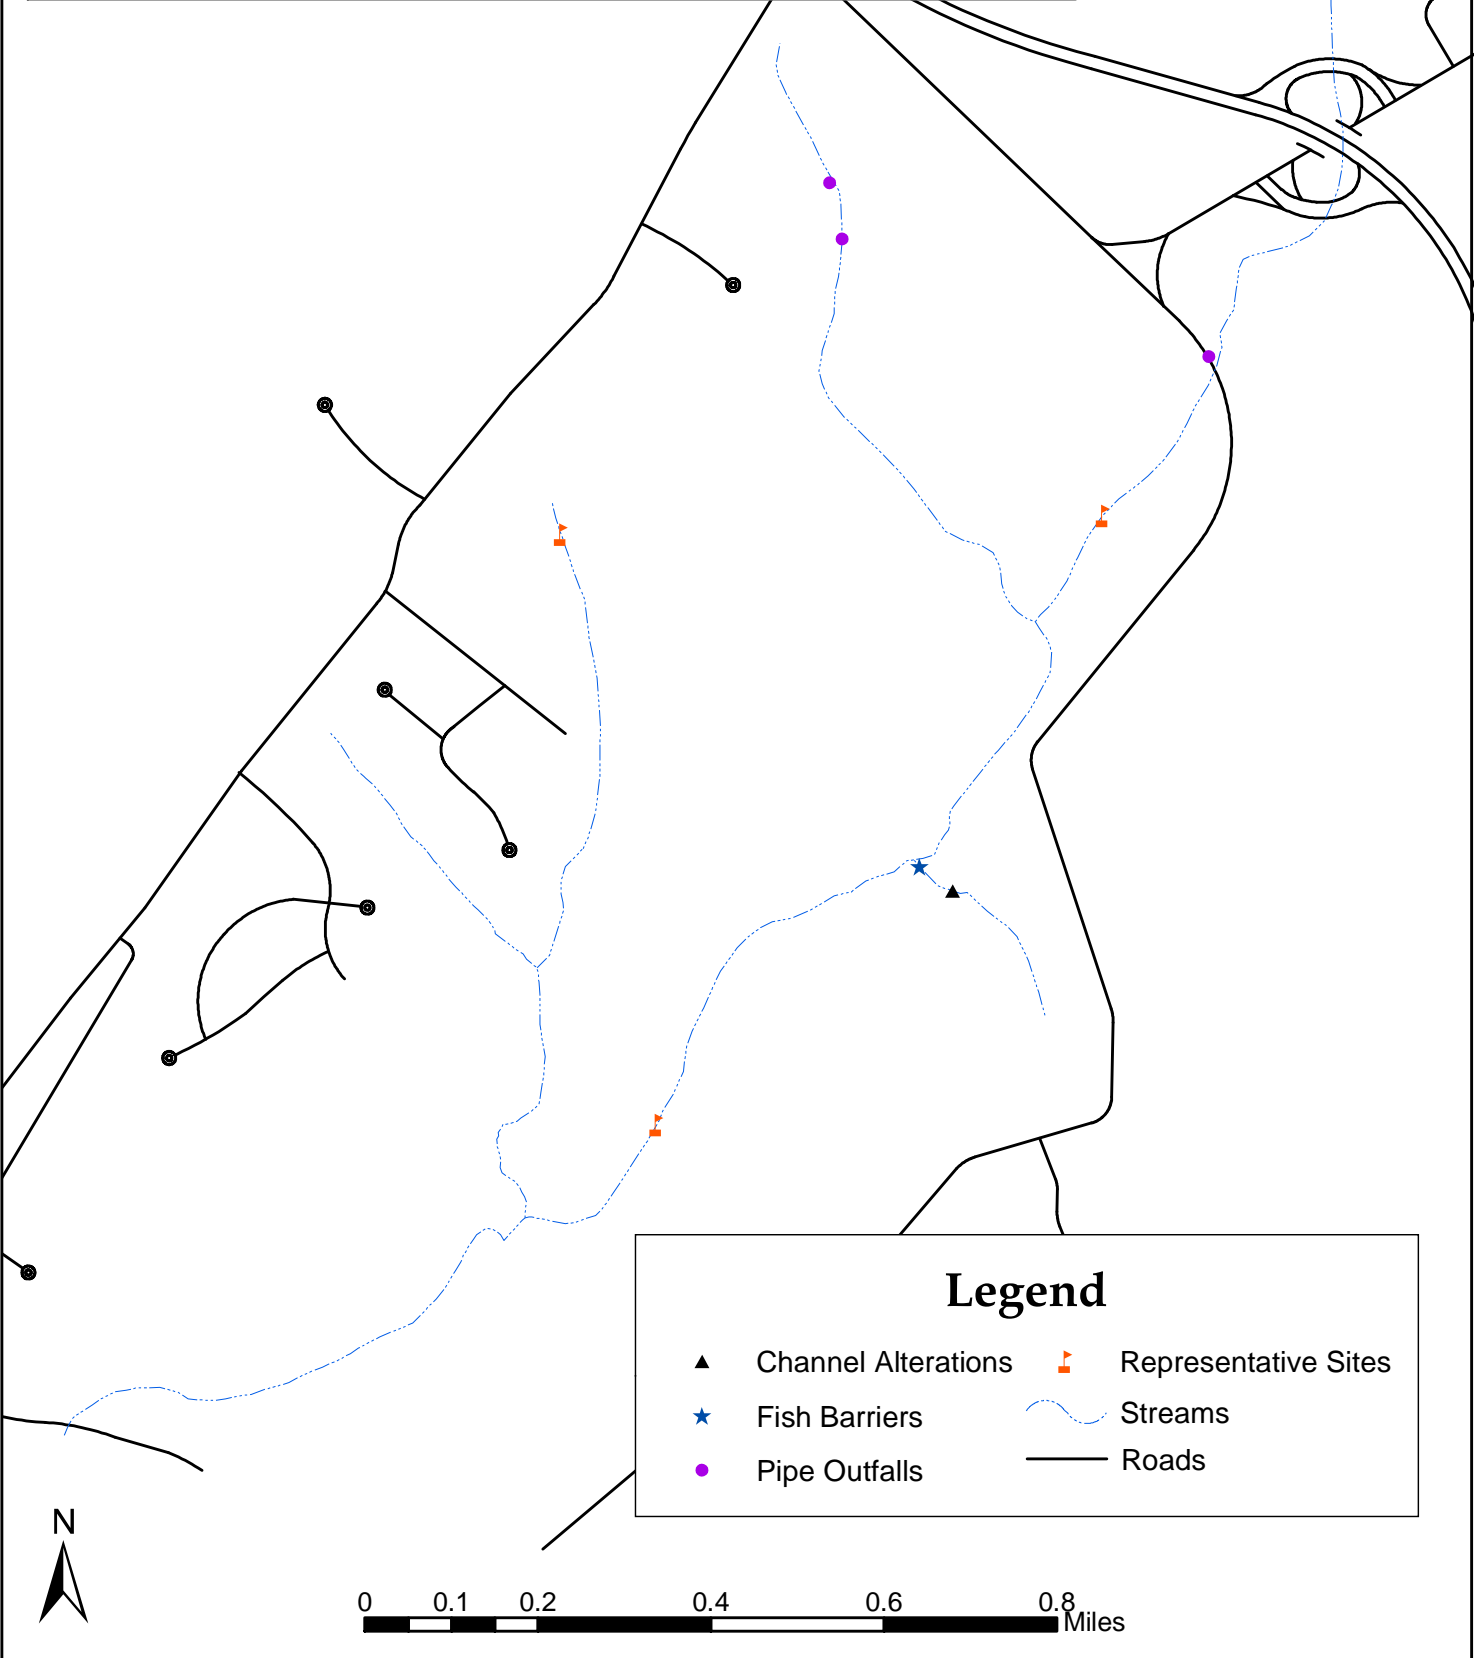 Legend
Channel Alterations
Representative Sites
Fish Barriers
Streams
Pipe Outfalls
Roads
N
0 0.1 0.2 0.4 0.6 0.8
Miles